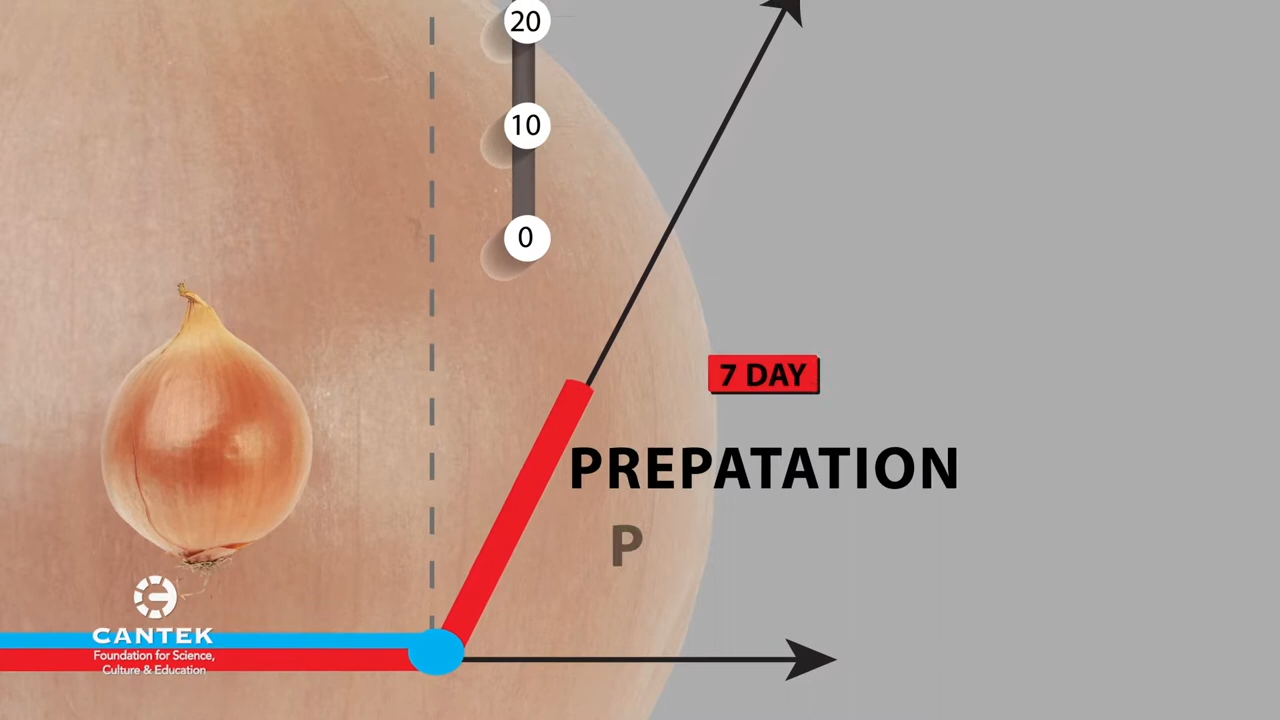 20
10
0
7 DAY
PREPATATION
P
CANTEK
Foundation for Science,
Culture & Education